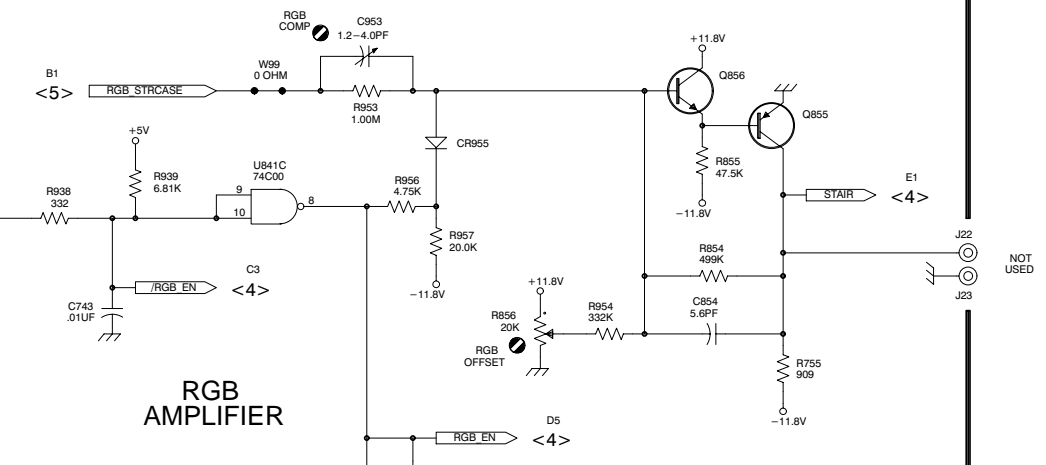 RGB
COMP
C953
1.2–4.0PF
+11.8V
B1
W99
0 OHM
Q856
<5>
RGB_STRCASE
R953
1.00M
Q855
+5V
CR955
R939
6.81K
U841C
74C00
R855
47.5K
R938
332
9
10
8
R956
4.75K
E1
STAIR
<4>
–11.8V
R957
20.0K
J22
R854
499K
NOT
USED
C3
/RGB_EN
<4>
–11.8V
+11.8V
J23
C743
.01UF
R856
20K
*
R954
332K
C854
5.6PF
RGB
OFFSET
R755
909
RGB
AMPLIFIER
–11.8V
D5
RGB_EN
<4>